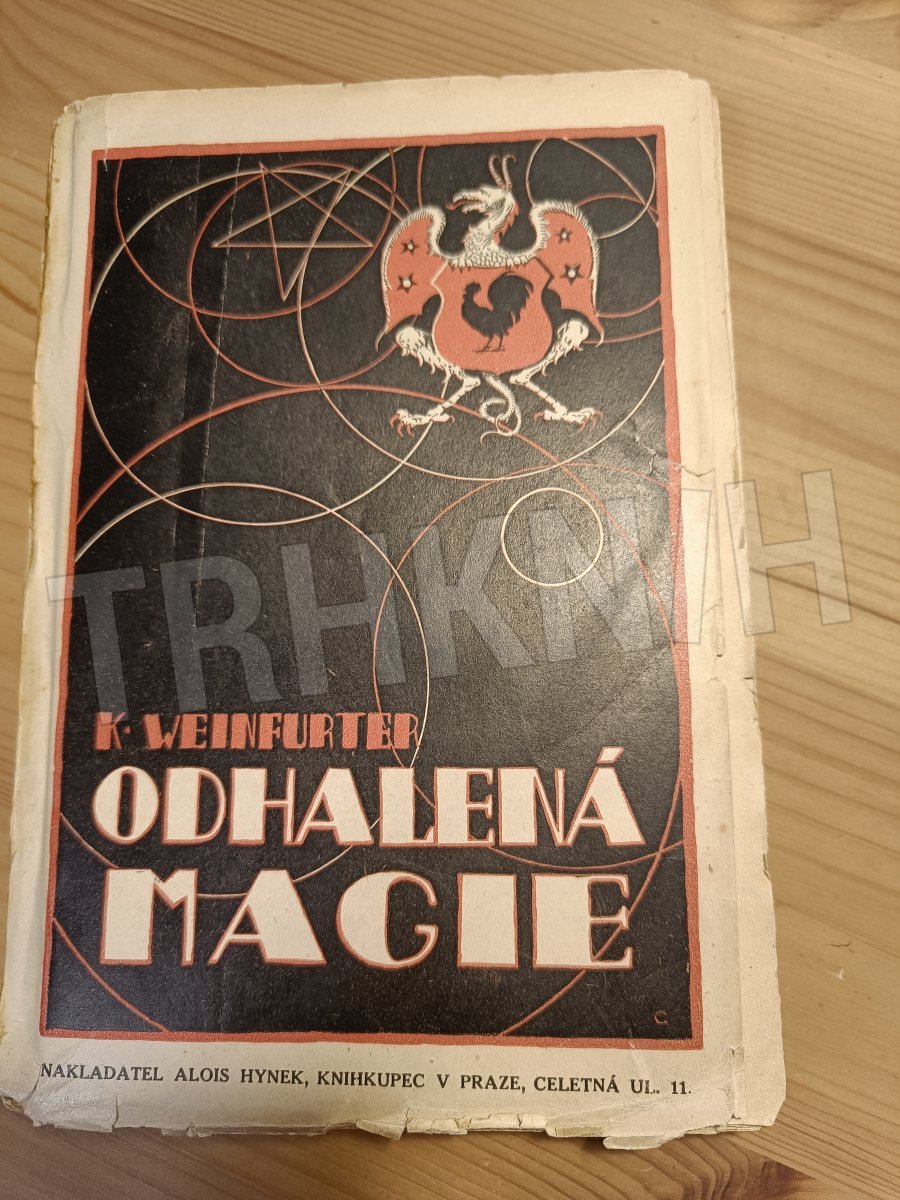 TRHKNIH
K. WEINFURTER
ODHALENÁ
MAGIE
C
NAKLADATEL ALOIS HYNEK, KNIHKUPEC V PRAZE, CELETNÁ UL. 11.